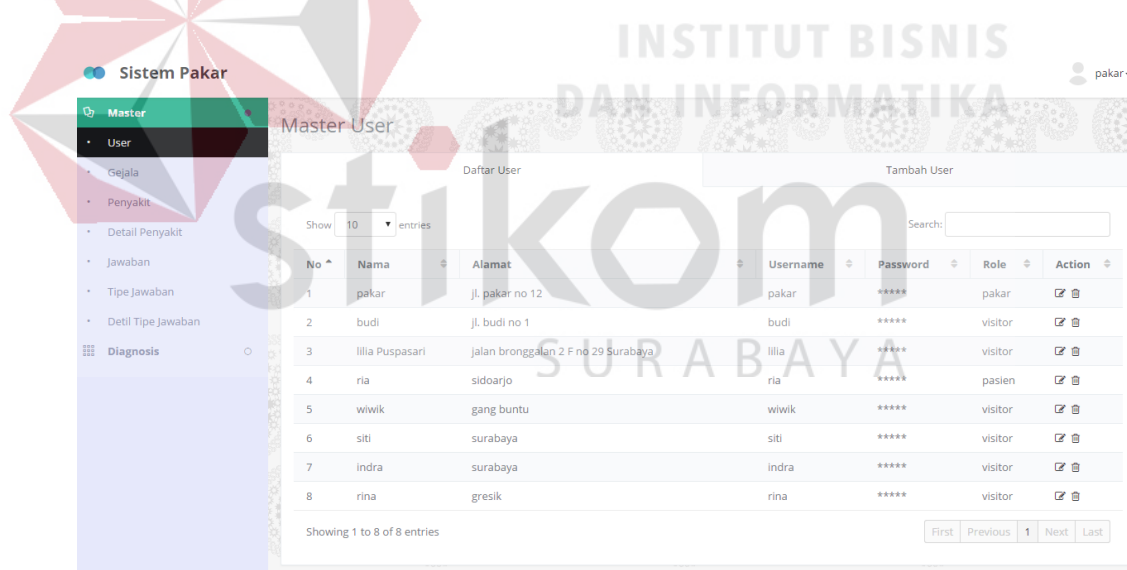 INSTITUT BISNIS
DAN INFORMATIKA
stikom
SURABAYA
Sistem Pakar
pakar
Master
User
Gejala
Penyakit
Detail Penyakit
Jawaban
Tipe Jawaban
Detil Tipe Jawaban
Diagnosis
Master User
Daftar User Tambah User
Show 10 entries Search:
No Nama Alamat Username Password Role Action
1 pakar jl. pakar no 12 pakar ***** pakar
2 budi jl. budi no 1 budi ***** visitor
3 lilia Puspasari jalan bronggalan 2 F no 29 Surabaya lilia ***** visitor
4 ria sidoarjo ria ***** pasien
5 wiwik gang buntu wiwik ***** visitor
6 siti surabaya siti ***** visitor
7 indra surabaya indra ***** visitor
8 rina gresik rina ***** visitor
Showing 1 to 8 of 8 entries First Previous 1 Next Last